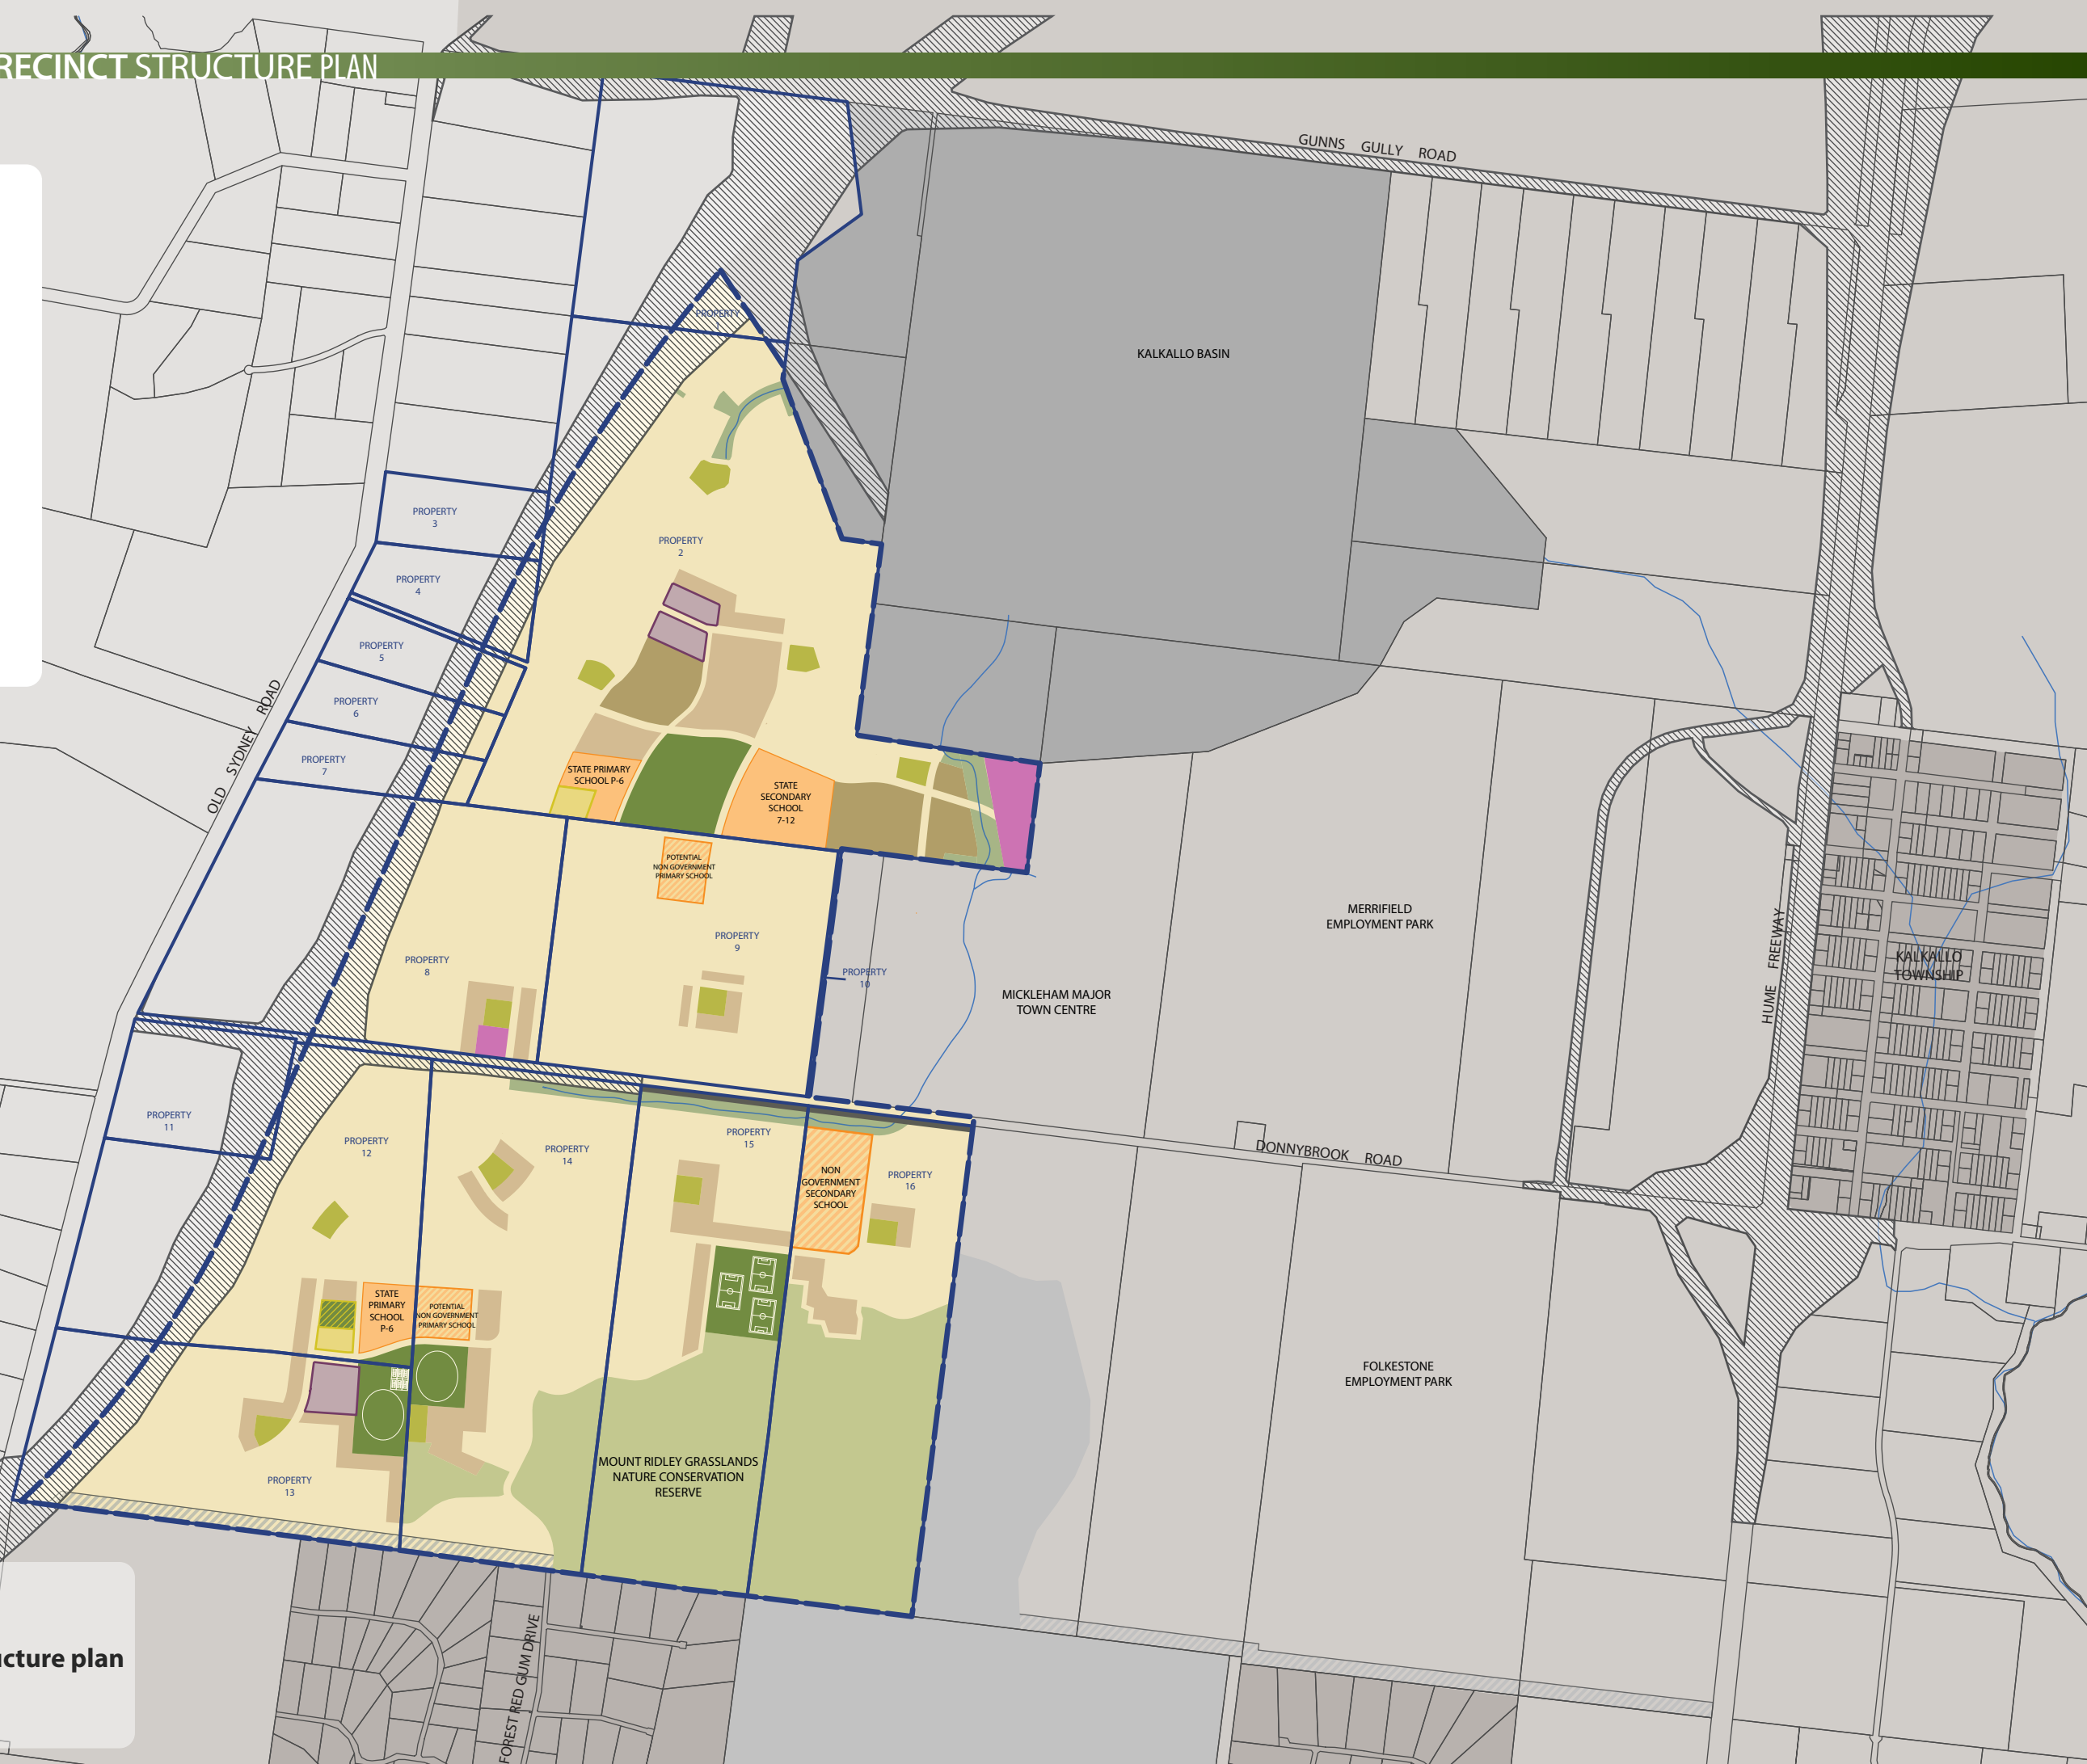 RECINCT STRUCTURE PLAN
GUNNS GULLY ROAD
PROPERTY
1
KALKALLO BASIN
PROPERTY
3
PROPERTY
2
PROPERTY
4
PROPERTY
5
PROPERTY
6
PROPERTY
7
OLD SYDNEY ROAD
STATE PRIMARY
SCHOOL P-6
STATE
SECONDARY
SCHOOL
7-12
POTENTIAL
NON GOVERNMENT
PRIMARY SCHOOL
PROPERTY
8
PROPERTY
9
PROPERTY
10
MERRIFIELD
EMPLOYMENT PARK
MICKLEHAM MAJOR
TOWN CENTRE
HUME FREEWAY
KALKALLO
TOWNSHIP
PROPERTY
11
PROPERTY
12
PROPERTY
14
PROPERTY
15
NON
GOVERNMENT
SECONDARY
SCHOOL
PROPERTY
16
DONNYBROOK ROAD
STATE
PRIMARY
SCHOOL
P-6
POTENTIAL
NON GOVERNMENT
PRIMARY SCHOOL
FOLKESTONE
EMPLOYMENT PARK
MOUNT RIDLEY GRASSLANDS
NATURE CONSERVATION
RESERVE
PROPERTY
13
FOREST RED GUM DRIVE
ucture plan